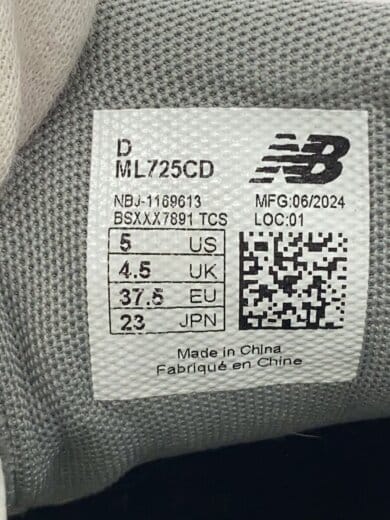 D
ML725CD
NB
NBJ-1169613
MFG:06/2024
BSXXX7891 TCS
LOC:01
5 US
4.5 UK
37.5 EU
23 JPN
Made in China
Fabriqué en Chine